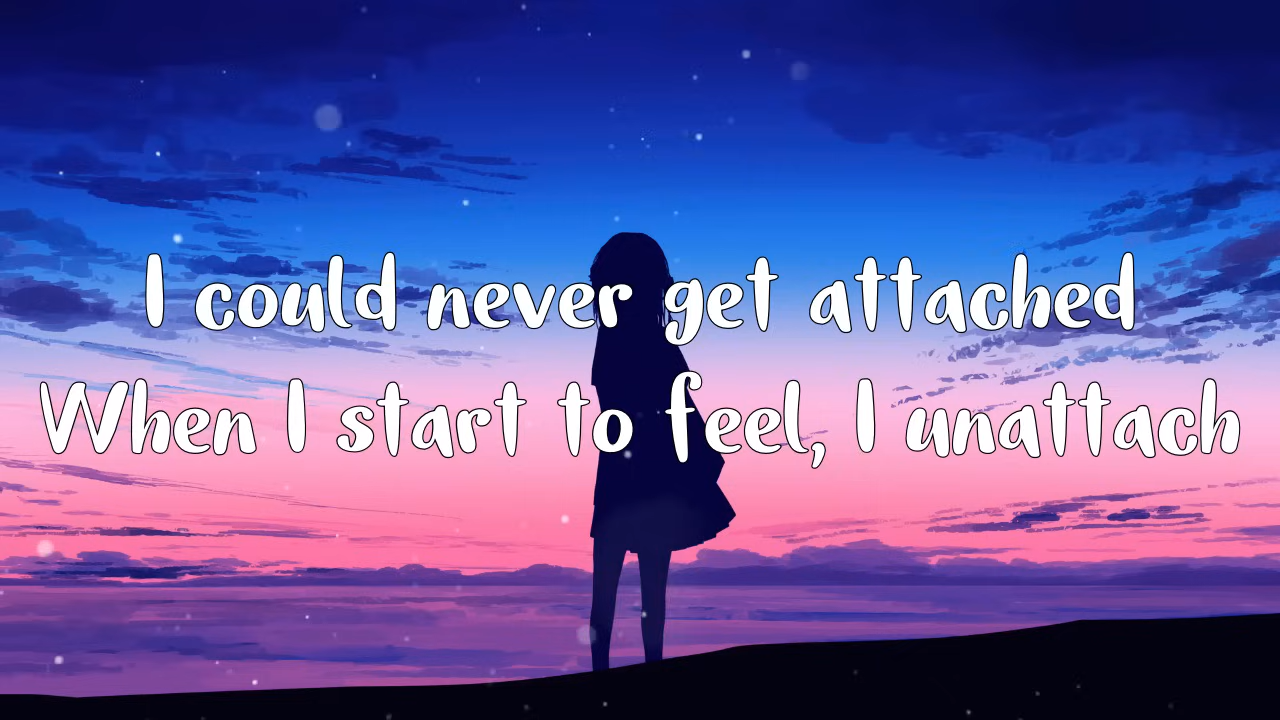 I could never get attached
When I start to feel, I unattach